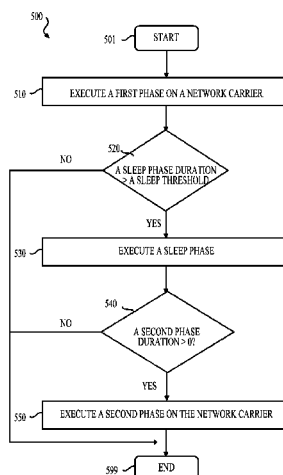 500
501
START
510
EXECUTE A FIRST PHASE ON A NETWORK CARRIER
520
A SLEEP PHASE DURATION
> A SLEEP THRESHOLD
NO
YES
530
EXECUTE A SLEEP PHASE
540
A SECOND PHASE
DURATION > 0?
NO
YES
550
EXECUTE A SECOND PHASE ON THE NETWORK CARRIER
599
END